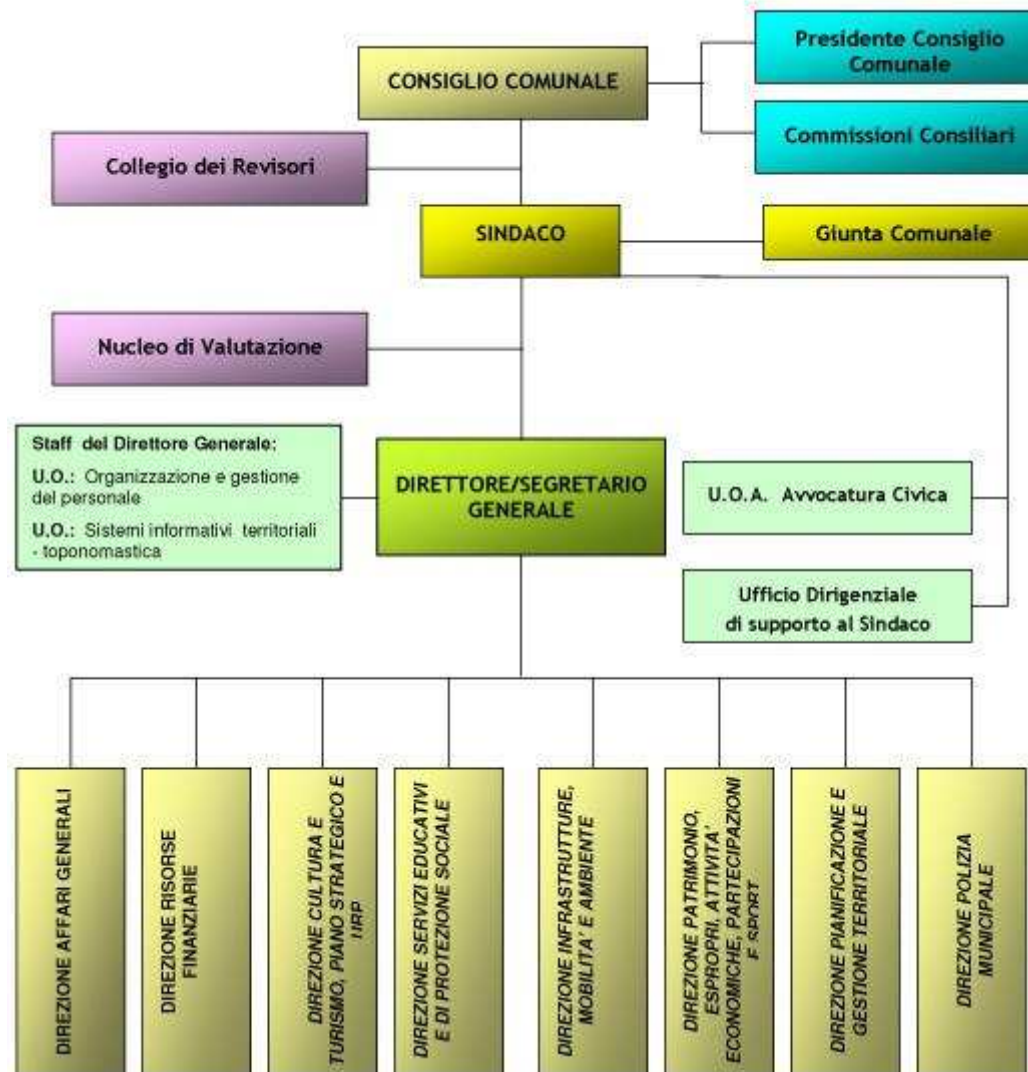 Presidente Consiglio
Comunale
CONSIGLIO COMUNALE
Commissioni Consiliari
Collegio dei Revisori
SINDACO
Giunta Comunale
Nucleo di Valutazione
Staff del Direttore Generale:
U.O.: Organizzazione e gestione
del personale
U.O.: Sistemi informativi territoriali
- toponomastica
DIRETTORE/SEGRETARIO
GENERALE
U.O.A. Avvocatura Civica
Ufficio Dirigenziale
di supporto al Sindaco
DIREZIONE AFFARI GENERALI
DIREZIONE RISORSE
FINANZIARIE
DIREZIONE CULTURA E
TURISMO, PIANO STRATEGICO E
URP
DIREZIONE SERVIZI EDUCATIVI
E DI PROTEZIONE SOCIALE
DIREZIONE INFRASTRUTTURE,
MOBILITA' E AMBIENTE
DIREZIONE PATRIMONIO,
ESPROPRI, ATTIVITA'
ECONOMICHE, PARTECIPAZIONI
E SPORT
DIREZIONE PIANIFICAZIONE E
GESTIONE TERRITORIALE
DIREZIONE POLIZIA
MUNICIPALE